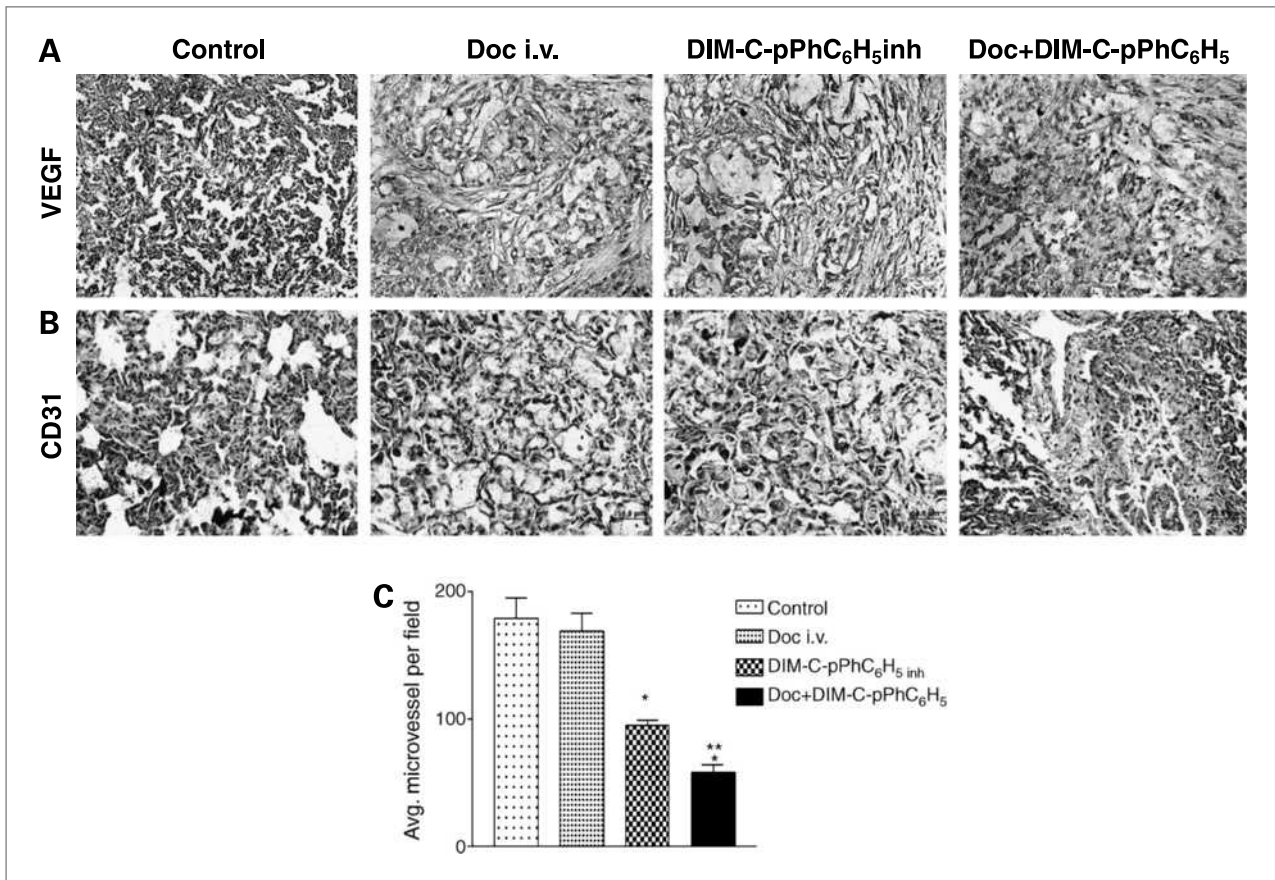 A Control Doc i.v. DIM-C-pPhC₆H₅inh Doc+DIM-C-pPhC₆H₅
VEGF
B
CD31
C
Avg. microvessel per field
200
100
0
*
**
*
Control
Doc i.v.
DIM-C-pPhC₆H₅ inh
Doc+DIM-C-pPhC₆H₅